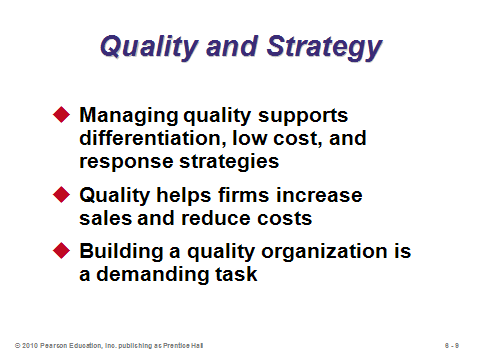 Quality and Strategy
Managing quality supports
differentiation, low cost, and
response strategies
Quality helps firms increase
sales and reduce costs
Building a quality organization is
a demanding task
© 2010 Pearson Education, Inc. publishing as Prentice Hall
6 - 9